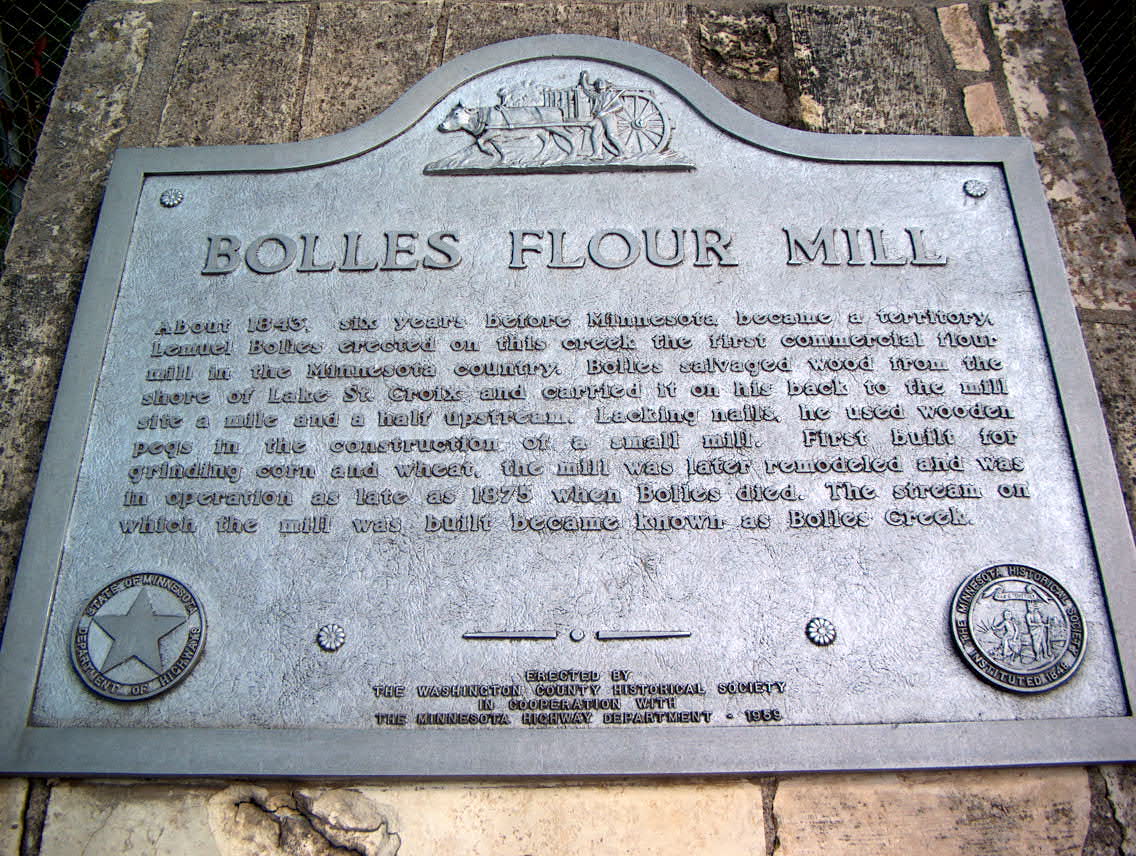 BOLLES FLOUR MILL
About 1843, six years before Minnesota became a territory,
Lemuel Bolles erected on this creek the first commercial flour
mill in the Minnesota country. Bolles salvaged wood from the
shore of Lake St. Croix and carried it on his back to the mill
site a mile and a half upstream. Lacking nails, he used wooden
pegs in the construction of a small mill. First built for
grinding corn and wheat, the mill was later remodeled and was
in operation as late as 1875 when Bolles died. The stream on
which the mill was built became known as Bolles Creek.
STATE OF MINNESOTA
DEPARTMENT OF HIGHWAYS
THE MINNESOTA HISTORICAL SOCIETY
INSTITUTED 1849
ERECTED BY
THE WASHINGTON COUNTY HISTORICAL SOCIETY
IN COOPERATION WITH
THE MINNESOTA HIGHWAY DEPARTMENT - 1959